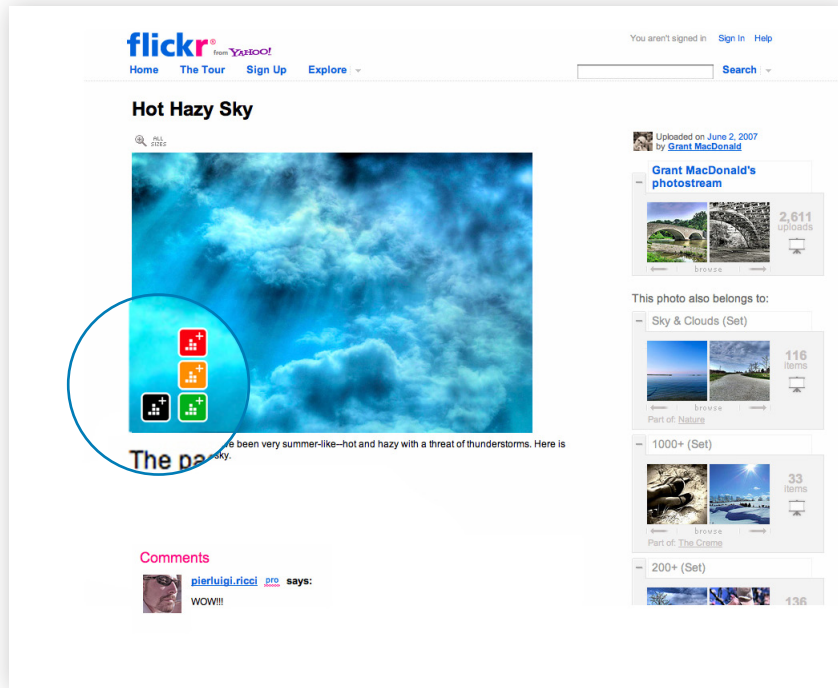 flickr® from YAHOO!
You aren't signed in Sign In Help
Home The Tour Sign Up Explore
Search
Hot Hazy Sky
ALL SIZES
Uploaded on June 2, 2007
by Grant MacDonald
Grant MacDonald's
photostream
2,611
uploads
browse
This photo also belongs to:
Sky & Clouds (Set)
116
items
browse
Part of: Nature
The pa
been very summer-like--hot and hazy with a threat of thunderstorms. Here is
sky.
1000+ (Set)
33
items
browse
Part of: The Creme
Comments
pierluigi.ricci pro says:
WOW!!!
200+ (Set)
136